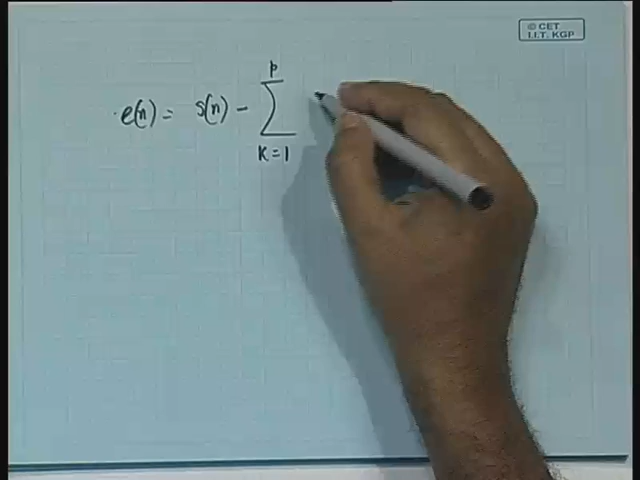 © CET
I.I.T. KGP
e(n) = s(n) - ∑
p
K=1